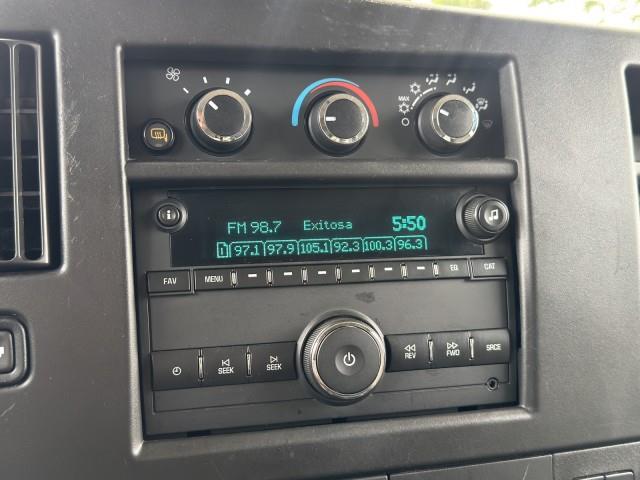 MAX
FM 98.7 Exitosa 5:50
1 97.1 97.9 105.1 92.3 100.3 96.3
FAV MENU EQ CAT
SEEK SEEK REV FWD SRCE